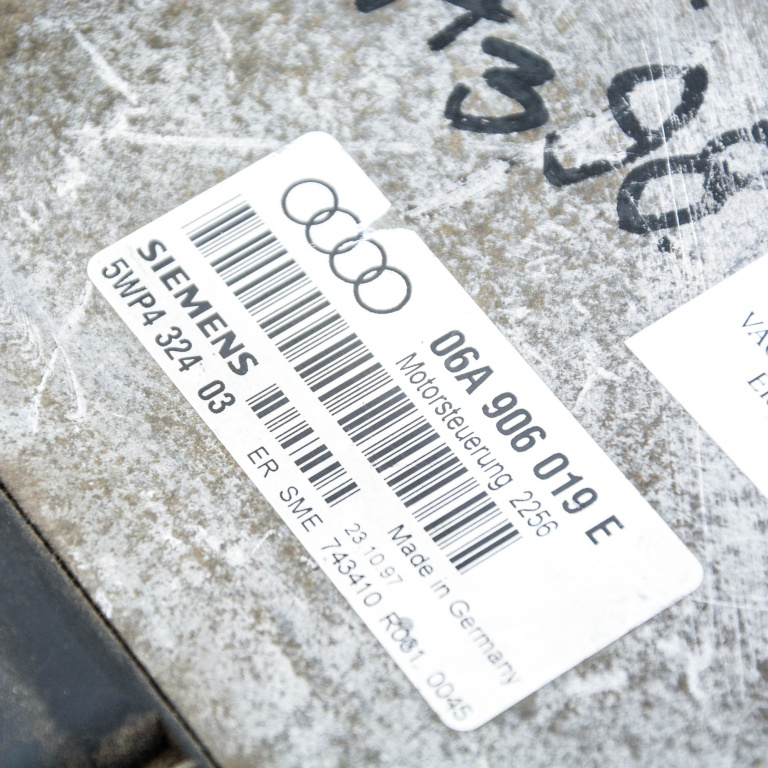 06A 906 019 E
Motorsteuerung 2256
SIEMENS
5WP4 324 03
Made in Germany
23.10.97
ER SME 743410 R081 0045